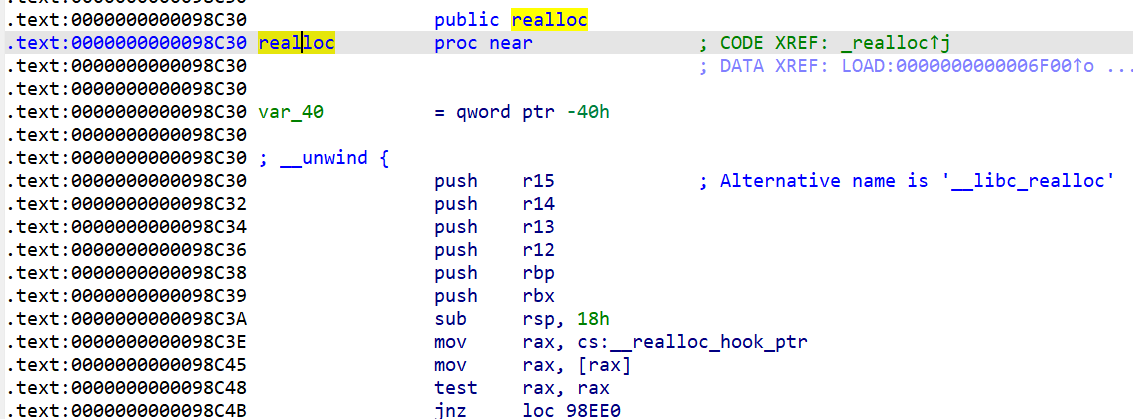 .text:0000000000098C30 public realloc
.text:0000000000098C30 realloc proc near ; CODE XREF: _realloc↑j
.text:0000000000098C30 ; DATA XREF: LOAD:0000000000006F00↑o ...
.text:0000000000098C30
.text:0000000000098C30 var_40 = qword ptr -40h
.text:0000000000098C30
.text:0000000000098C30 ; __unwind {
.text:0000000000098C30 push r15 ; Alternative name is '__libc_realloc'
.text:0000000000098C32 push r14
.text:0000000000098C34 push r13
.text:0000000000098C36 push r12
.text:0000000000098C38 push rbp
.text:0000000000098C39 push rbx
.text:0000000000098C3A sub rsp, 18h
.text:0000000000098C3E mov rax, cs:__realloc_hook_ptr
.text:0000000000098C45 mov rax, [rax]
.text:0000000000098C48 test rax, rax
.text:0000000000098C4B jnz loc_98EE0